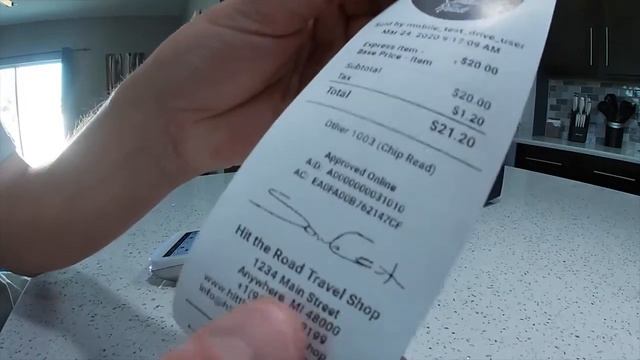 Sold by mobile_test_drive_user
Mar 24, 2020 9:17:09 AM
Express Item -
Base Price - Item $20.00
Subtotal $20.00
Tax $1.20
Total $21.20
Other 1003 (Chip Read)
Approved Online
AID: A0000000031010
AC: EA0FA00B762147CF
Hit the Road Travel Shop
1234 Main Street
Anywhere, MI 48000